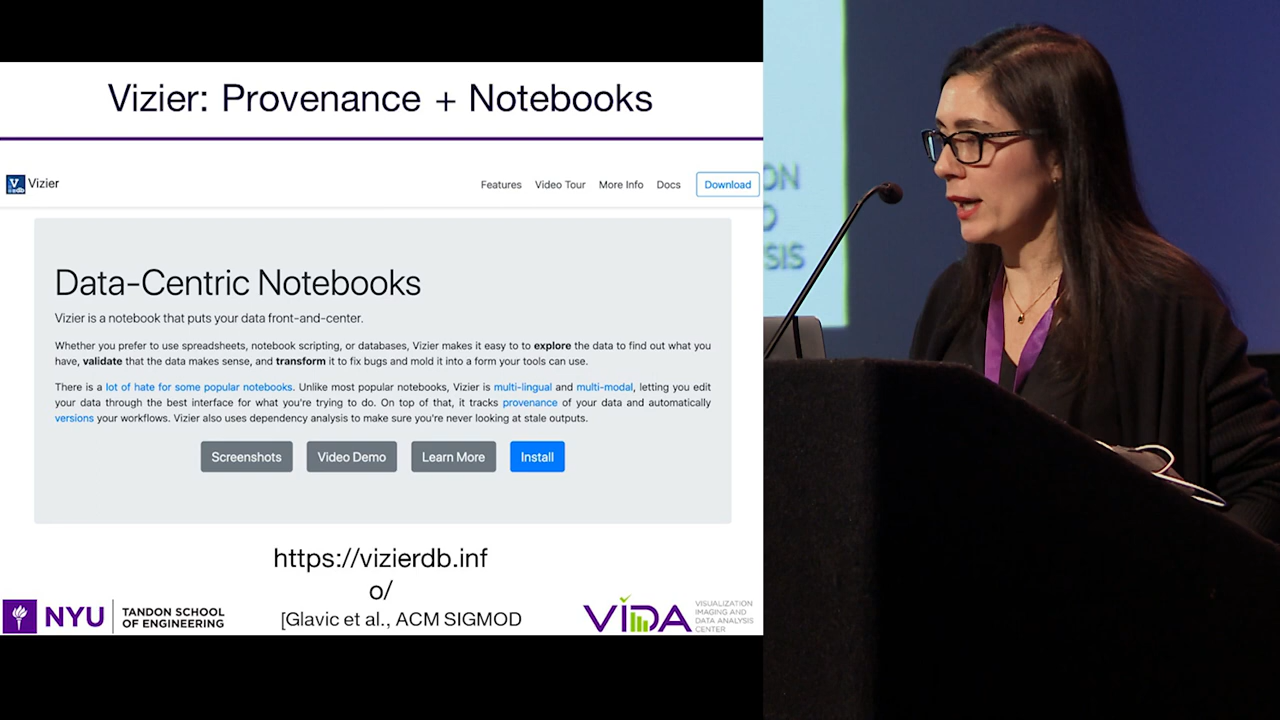 Vizier: Provenance + Notebooks
Vizier
Features Video Tour More Info Docs Download
Data-Centric Notebooks
Vizier is a notebook that puts your data front-and-center.
Whether you prefer to use spreadsheets, notebook scripting, or databases, Vizier makes it easy to to explore the data to find out what you
have, validate that the data makes sense, and transform it to fix bugs and mold it into a form your tools can use.
There is a lot of hate for some popular notebooks. Unlike most popular notebooks, Vizier is multi-lingual and multi-modal, letting you edit
your data through the best interface for what you're trying to do. On top of that, it tracks provenance of your data and automatically
versions your workflows. Vizier also uses dependency analysis to make sure you're never looking at stale outputs.
Screenshots Video Demo Learn More Install
https://vizierdb.inf
o/
[Glavic et al., ACM SIGMOD
NYU
TANDON SCHOOL
OF ENGINEERING
VIDA
VISUALIZATION
IMAGING AND
DATA ANALYSIS
CENTER
ON
D
SIS